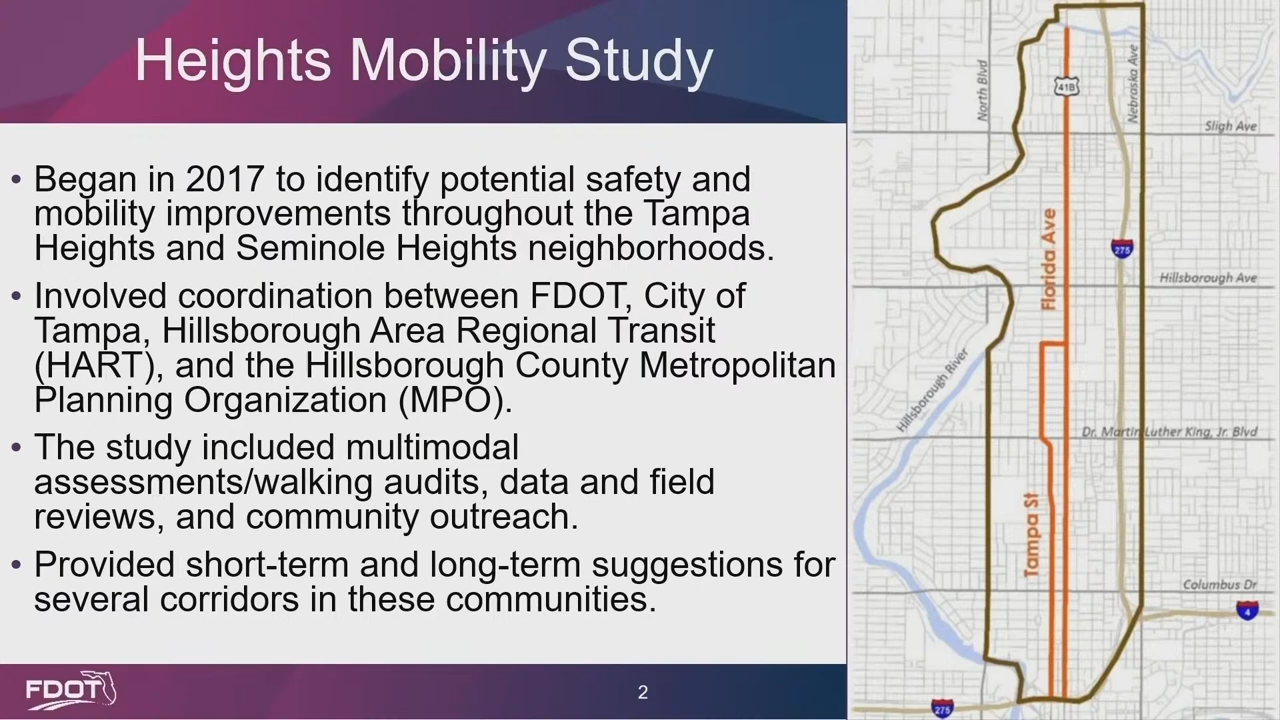 Heights Mobility Study
• Began in 2017 to identify potential safety and
mobility improvements throughout the Tampa
Heights and Seminole Heights neighborhoods.
• Involved coordination between FDOT, City of
Tampa, Hillsborough Area Regional Transit
(HART), and the Hillsborough County Metropolitan
Planning Organization (MPO).
• The study included multimodal
assessments/walking audits, data and field
reviews, and community outreach.
• Provided short-term and long-term suggestions for
several corridors in these communities.
FDOT
2
North Blvd
41B
Nebraska Ave
Sligh Ave
Florida Ave
275
Hillsborough Ave
Hillsborough River
Dr. Martin Luther King, Jr. Blvd
Tampa St
Columbus Dr
4
275